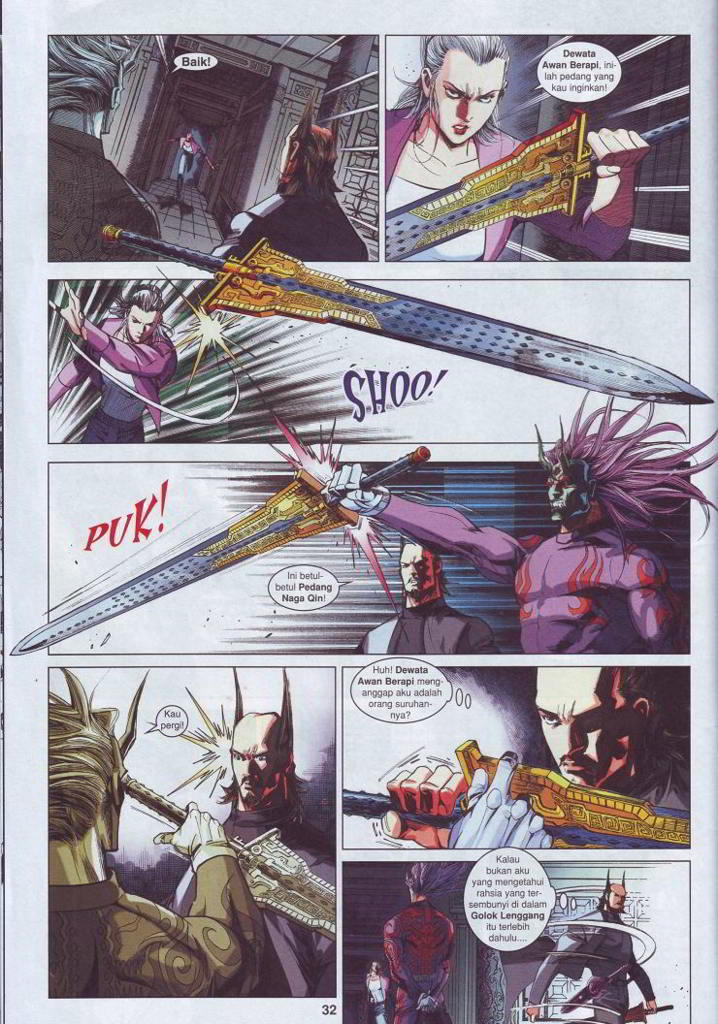 Baik!
Dewata
Awan Berapi, ini-
lah pedang yang
kau inginkan!
SHOO!
PUK!
Ini betul-
betul Pedang
Naga Qin!
Kau
pergi!
Huh! Dewata
Awan Berapi meng-
anggap aku adalah
orang suruhan-
nya?
Kalau
bukan aku
yang mengetahui
rahsia yang ter-
sembunyi di dalam
Golok Lenggang
itu terlebih
dahulu....
32